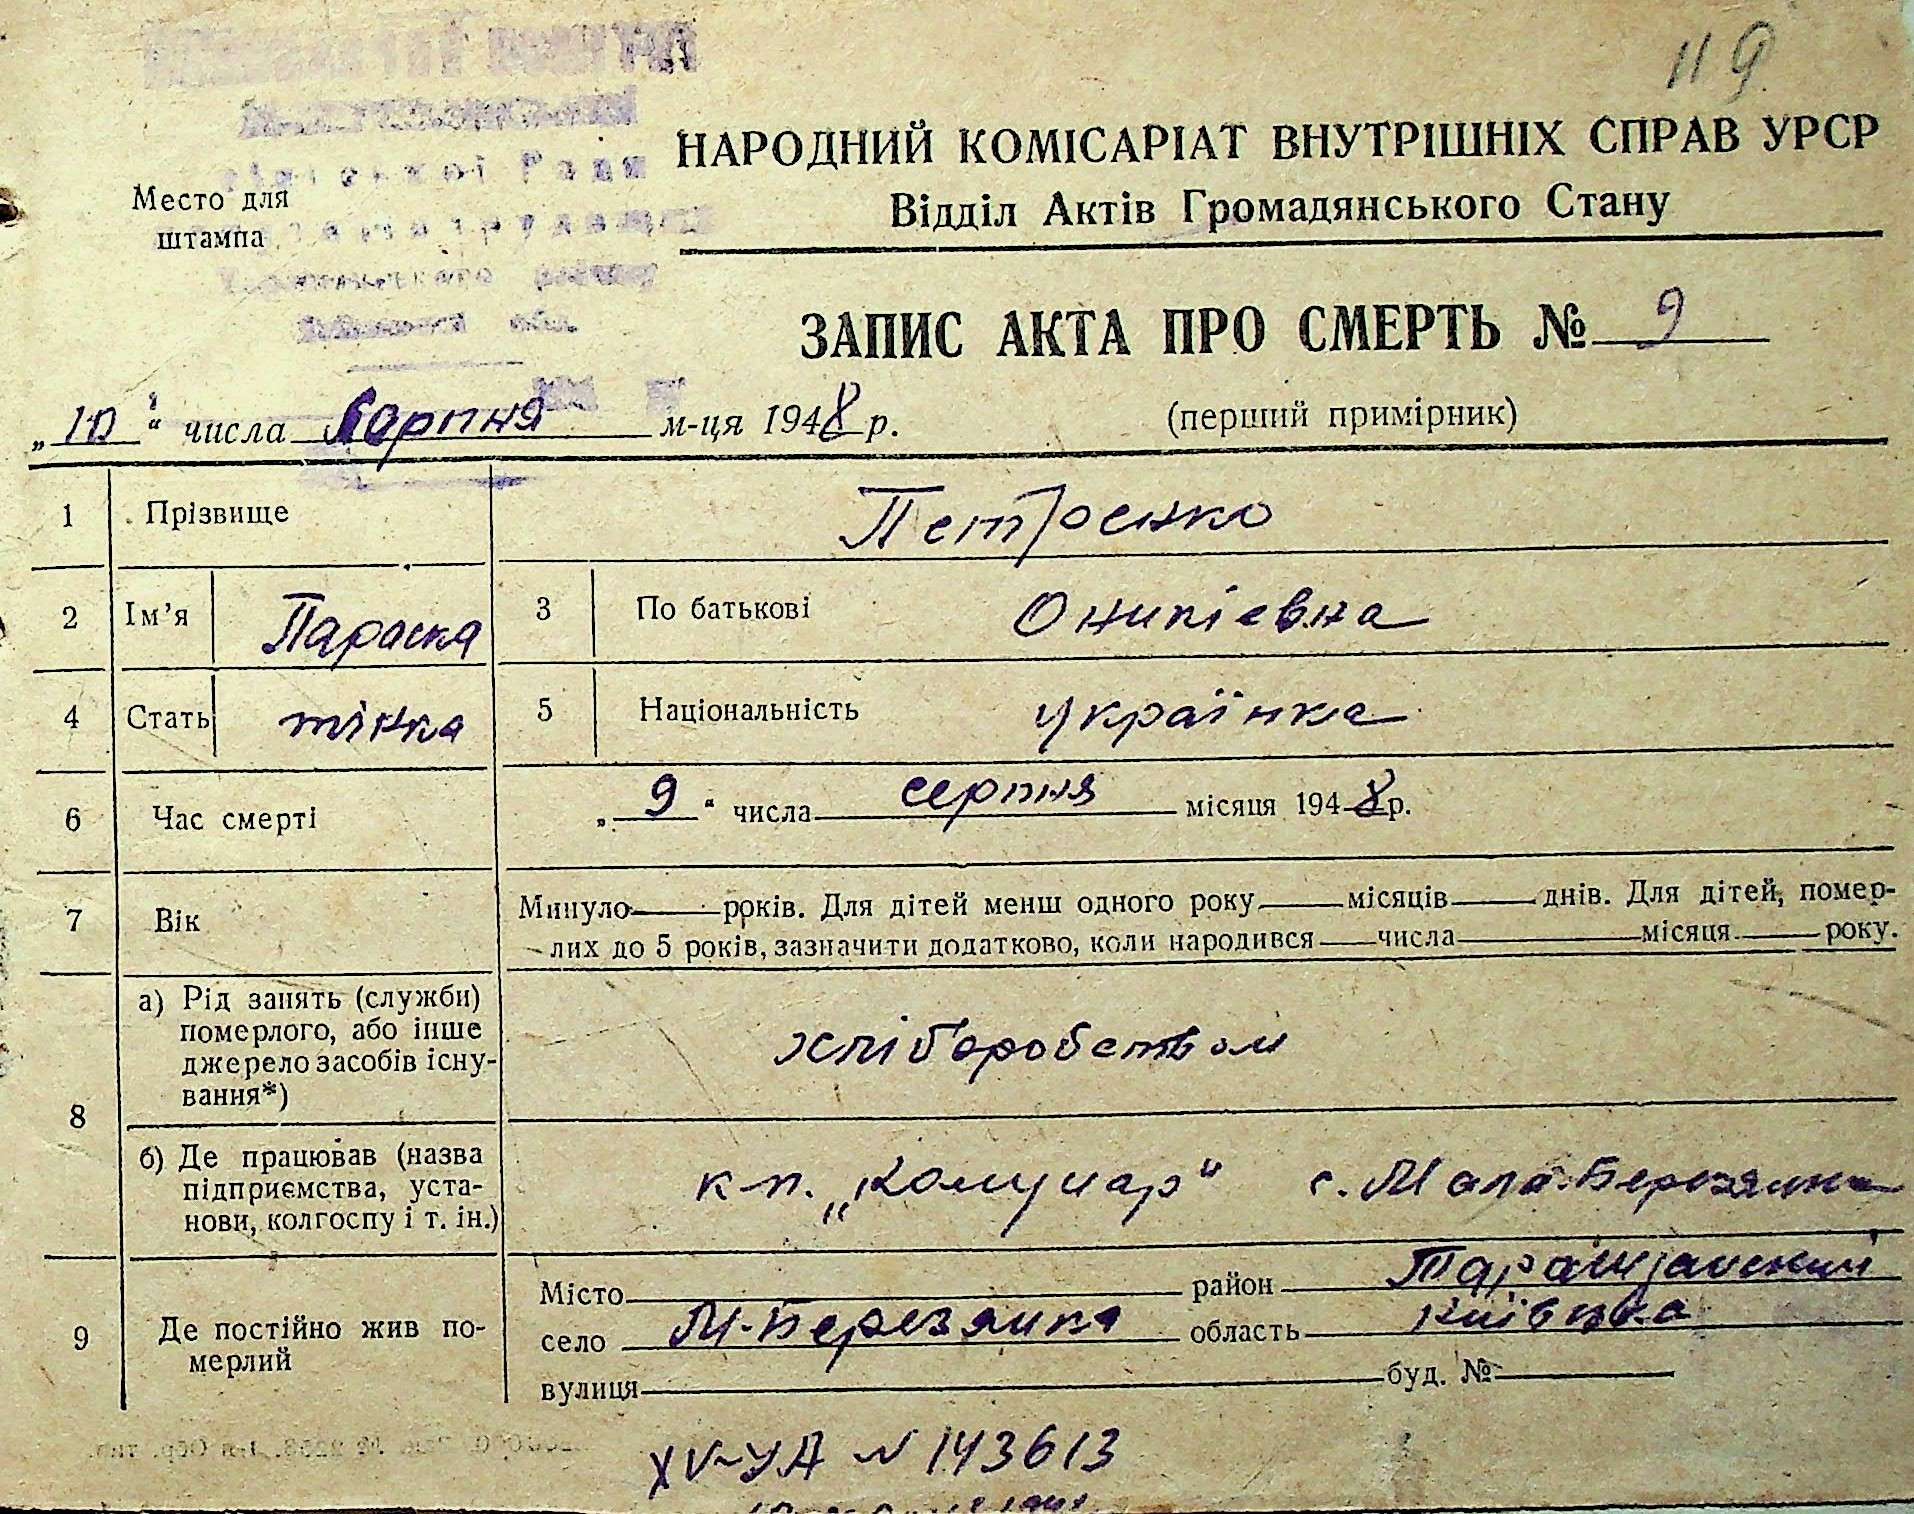 119
НАРОДНИЙ КОМІСАРІАТ ВНУТРІШНІХ СПРАВ УРСР
Відділ Актів Громадянського Стану
Место для
штампа
ЗАПИС АКТА ПРО СМЕРТЬ № 9
„10“ числа Серпня м-ця 1948 р.
(перший примірник)
1 Прізвище Петренко
2 Ім'я Параска 3 По батькові Онипієвна
4 Стать жінка 5 Національність українка
6 Час смерті „9“ числа серпня місяця 1948 р.
7 Вік Минуло — років. Для дітей менш одного року — місяців — днів. Для дітей, помер-
лих до 5 років, зазначити додатково, коли народився — числа — місяця — року.
8 а) Рід занять (служби)
померлого, або інше
джерело засобів існу-
вання*)
хліборобством
б) Де працював (назва
підприємства, уста-
нови, колгоспу і т. ін.)
кп. „Комунар“ с. Мала-Березянка
9 Де постійно жив по-
мерлий
Місто район Таращанський
село М-Березянка область Київська
вулиця буд. №
XV-УА N 143613